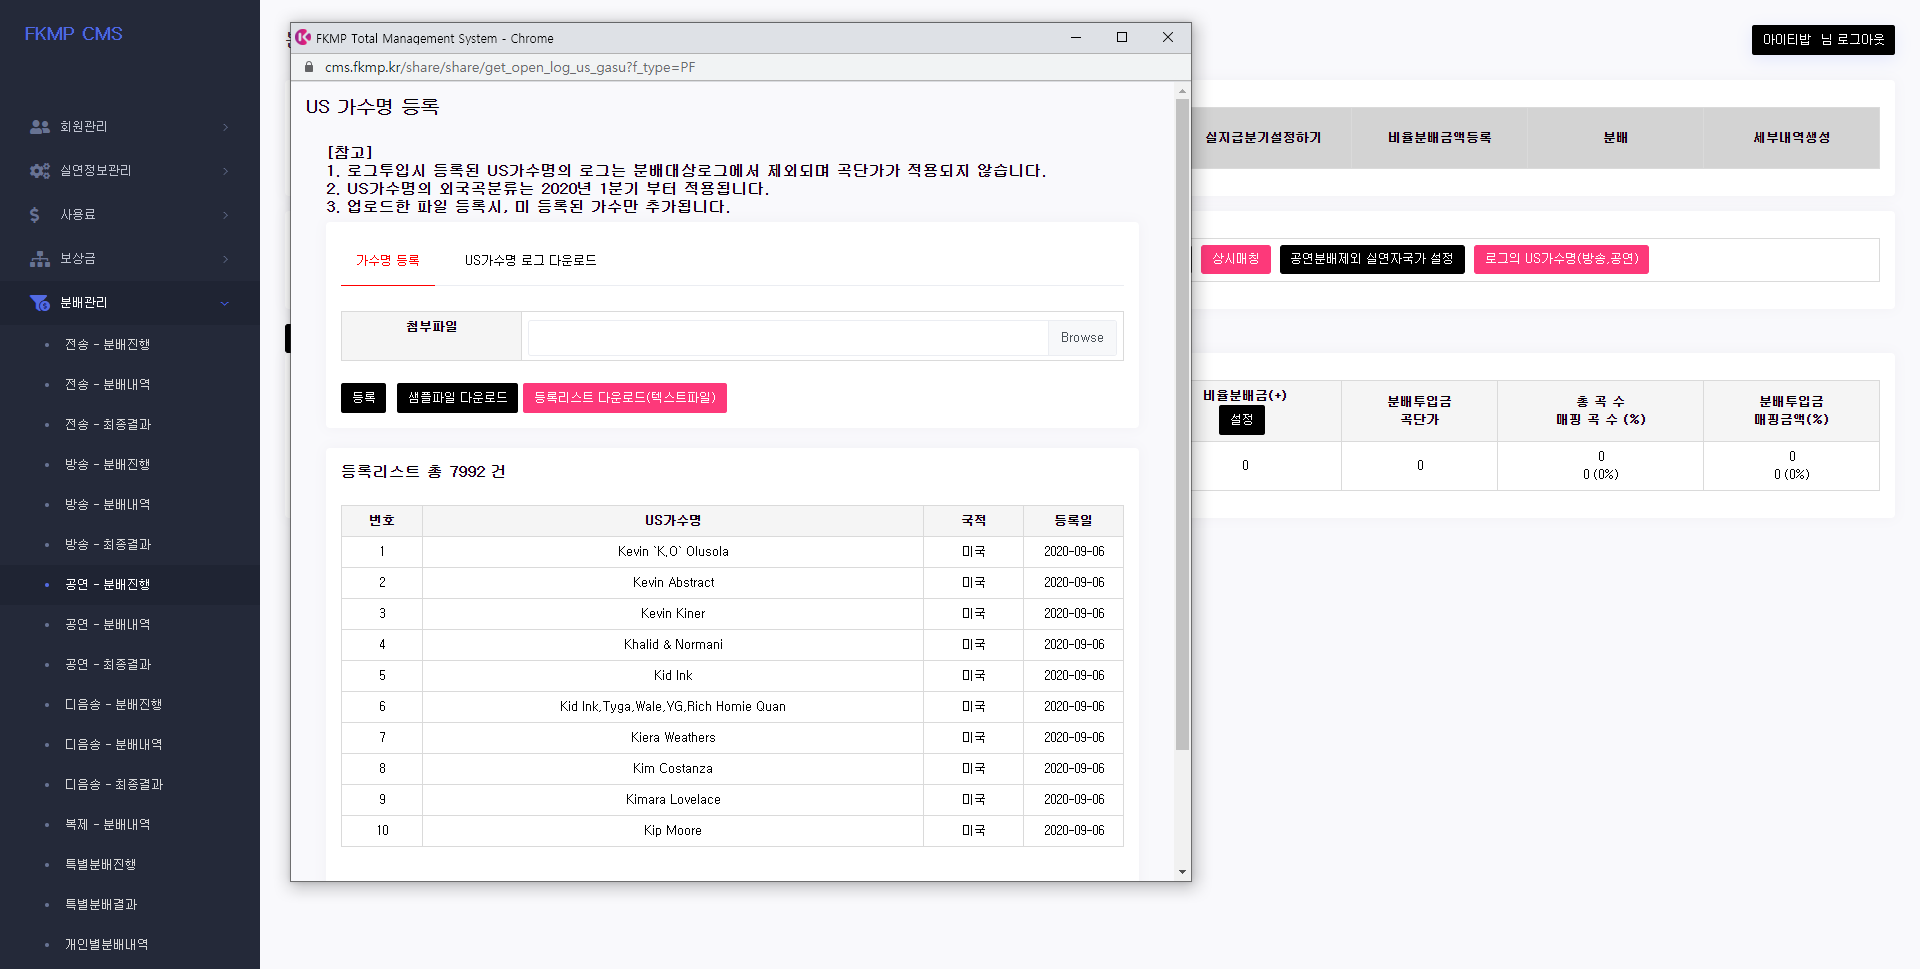 FKMP CMS
회원관리
실연정보관리
사용료
보상금
분배관리
전송 - 분배진행
전송 - 분배내역
전송 - 최종결과
방송 - 분배진행
방송 - 분배내역
방송 - 최종결과
공연 - 분배진행
공연 - 분배내역
공연 - 최종결과
디음송 - 분배진행
디음송 - 분배내역
디음송 - 최종결과
복제 - 분배내역
특별분배진행
특별분배결과
개인별분배내역
FKMP Total Management System - Chrome
cms.fkmp.kr/share/share/get_open_log_us_gasu?f_type=PF
US 가수명 등록
[참고]
1. 로그투입시 등록된 US가수명의 로그는 분배대상로그에서 제외되며 곡단가가 적용되지 않습니다.
2. US가수명의 외국곡분류는 2020년 1분기 부터 적용됩니다.
3. 업로드한 파일 등록시, 미 등록된 가수만 추가됩니다.
가수명 등록 US가수명 로그 다운로드
첨부파일 Browse
등록 샘플파일 다운로드 등록리스트 다운로드(텍스트파일)
등록리스트 총 7992 건
번호 US가수명 국적 등록일
1 Kevin `K.O` Olusola 미국 2020-09-06
2 Kevin Abstract 미국 2020-09-06
3 Kevin Kiner 미국 2020-09-06
4 Khalid & Normani 미국 2020-09-06
5 Kid Ink 미국 2020-09-06
6 Kid Ink,Tyga,Wale,YG,Rich Homie Quan 미국 2020-09-06
7 Kiera Weathers 미국 2020-09-06
8 Kim Costanza 미국 2020-09-06
9 Kimara Lovelace 미국 2020-09-06
10 Kip Moore 미국 2020-09-06
아이티밥 님 로그아웃
실지급분기설정하기 비율분배금액등록 분배 세부내역생성
상시매칭 공연분배제외 실연자국가 설정 로그의 US가수명(방송,공연)
비율분배금(+)
설정
분배투입금
곡단가
총 곡 수
매핑 곡 수 (%)
분배투입금
매핑금액(%)
0 0 0 0
0 (0%) 0 (0%)